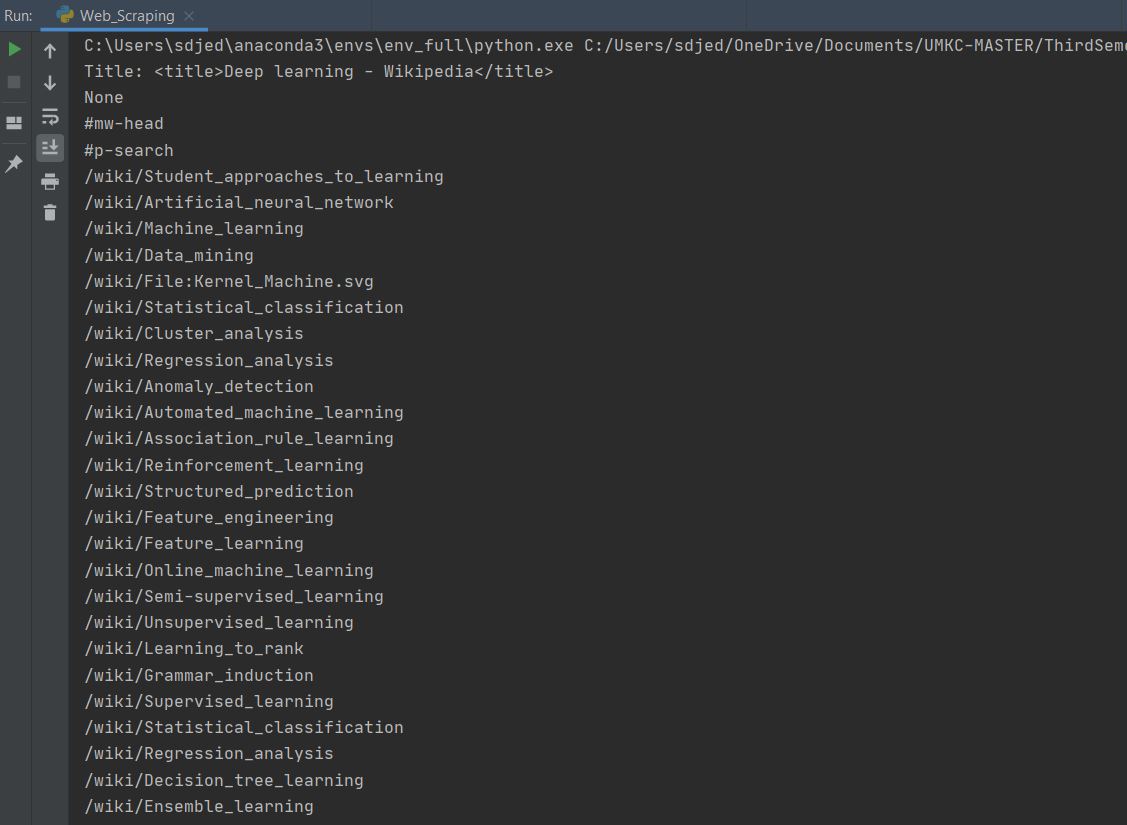 Run: Web_Scraping
C:\Users\sdjed\anaconda3\envs\env_full\python.exe C:/Users/sdjed/OneDrive/Documents/UMKC-MASTER/ThirdSeme
Title: <title>Deep learning - Wikipedia</title>
None
#mw-head
#p-search
/wiki/Student_approaches_to_learning
/wiki/Artificial_neural_network
/wiki/Machine_learning
/wiki/Data_mining
/wiki/File:Kernel_Machine.svg
/wiki/Statistical_classification
/wiki/Cluster_analysis
/wiki/Regression_analysis
/wiki/Anomaly_detection
/wiki/Automated_machine_learning
/wiki/Association_rule_learning
/wiki/Reinforcement_learning
/wiki/Structured_prediction
/wiki/Feature_engineering
/wiki/Feature_learning
/wiki/Online_machine_learning
/wiki/Semi-supervised_learning
/wiki/Unsupervised_learning
/wiki/Learning_to_rank
/wiki/Grammar_induction
/wiki/Supervised_learning
/wiki/Statistical_classification
/wiki/Regression_analysis
/wiki/Decision_tree_learning
/wiki/Ensemble_learning